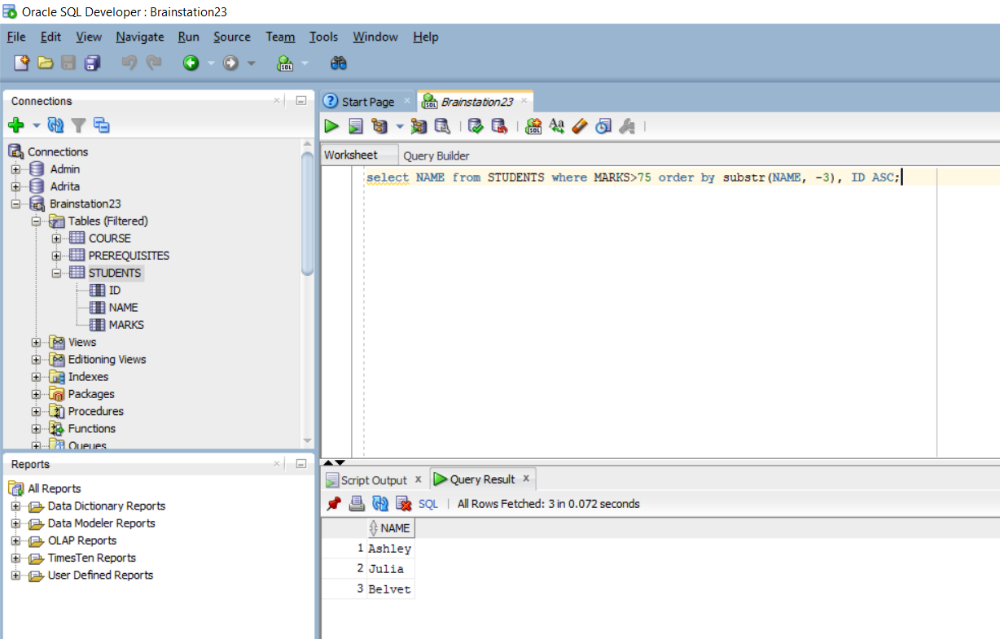 Oracle SQL Developer : Brainstation23
File Edit View Navigate Run Source Team Tools Window Help
Connections
Connections
Admin
Adrita
Brainstation23
Tables (Filtered)
COURSE
PREREQUISITES
STUDENTS
ID
NAME
MARKS
Views
Editioning Views
Indexes
Packages
Procedures
Functions
Queues
Reports
All Reports
Data Dictionary Reports
Data Modeler Reports
OLAP Reports
TimesTen Reports
User Defined Reports
Start Page Brainstation23
Worksheet Query Builder
select NAME from STUDENTS where MARKS>75 order by substr(NAME, -3), ID ASC;
Script Output x Query Result x
SQL | All Rows Fetched: 3 in 0.072 seconds
NAME
1 Ashley
2 Julia
3 Belvet